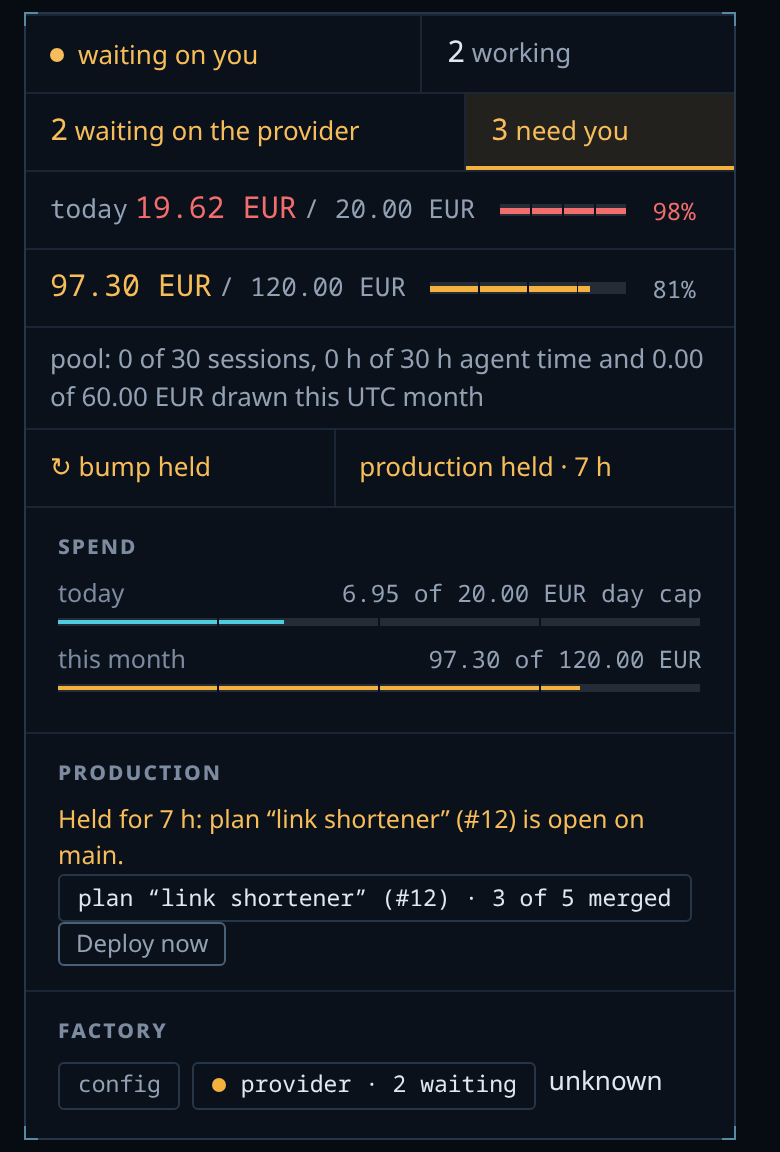 waiting on you
2 working
2 waiting on the provider
3 need you
today 19.62 EUR / 20.00 EUR 98%
97.30 EUR / 120.00 EUR 81%
pool: 0 of 30 sessions, 0 h of 30 h agent time and 0.00
of 60.00 EUR drawn this UTC month
↻ bump held
production held · 7 h
SPEND
today 6.95 of 20.00 EUR day cap
this month 97.30 of 120.00 EUR
PRODUCTION
Held for 7 h: plan “link shortener” (#12) is open on
main.
plan “link shortener” (#12) · 3 of 5 merged
Deploy now
FACTORY
config
provider · 2 waiting
unknown